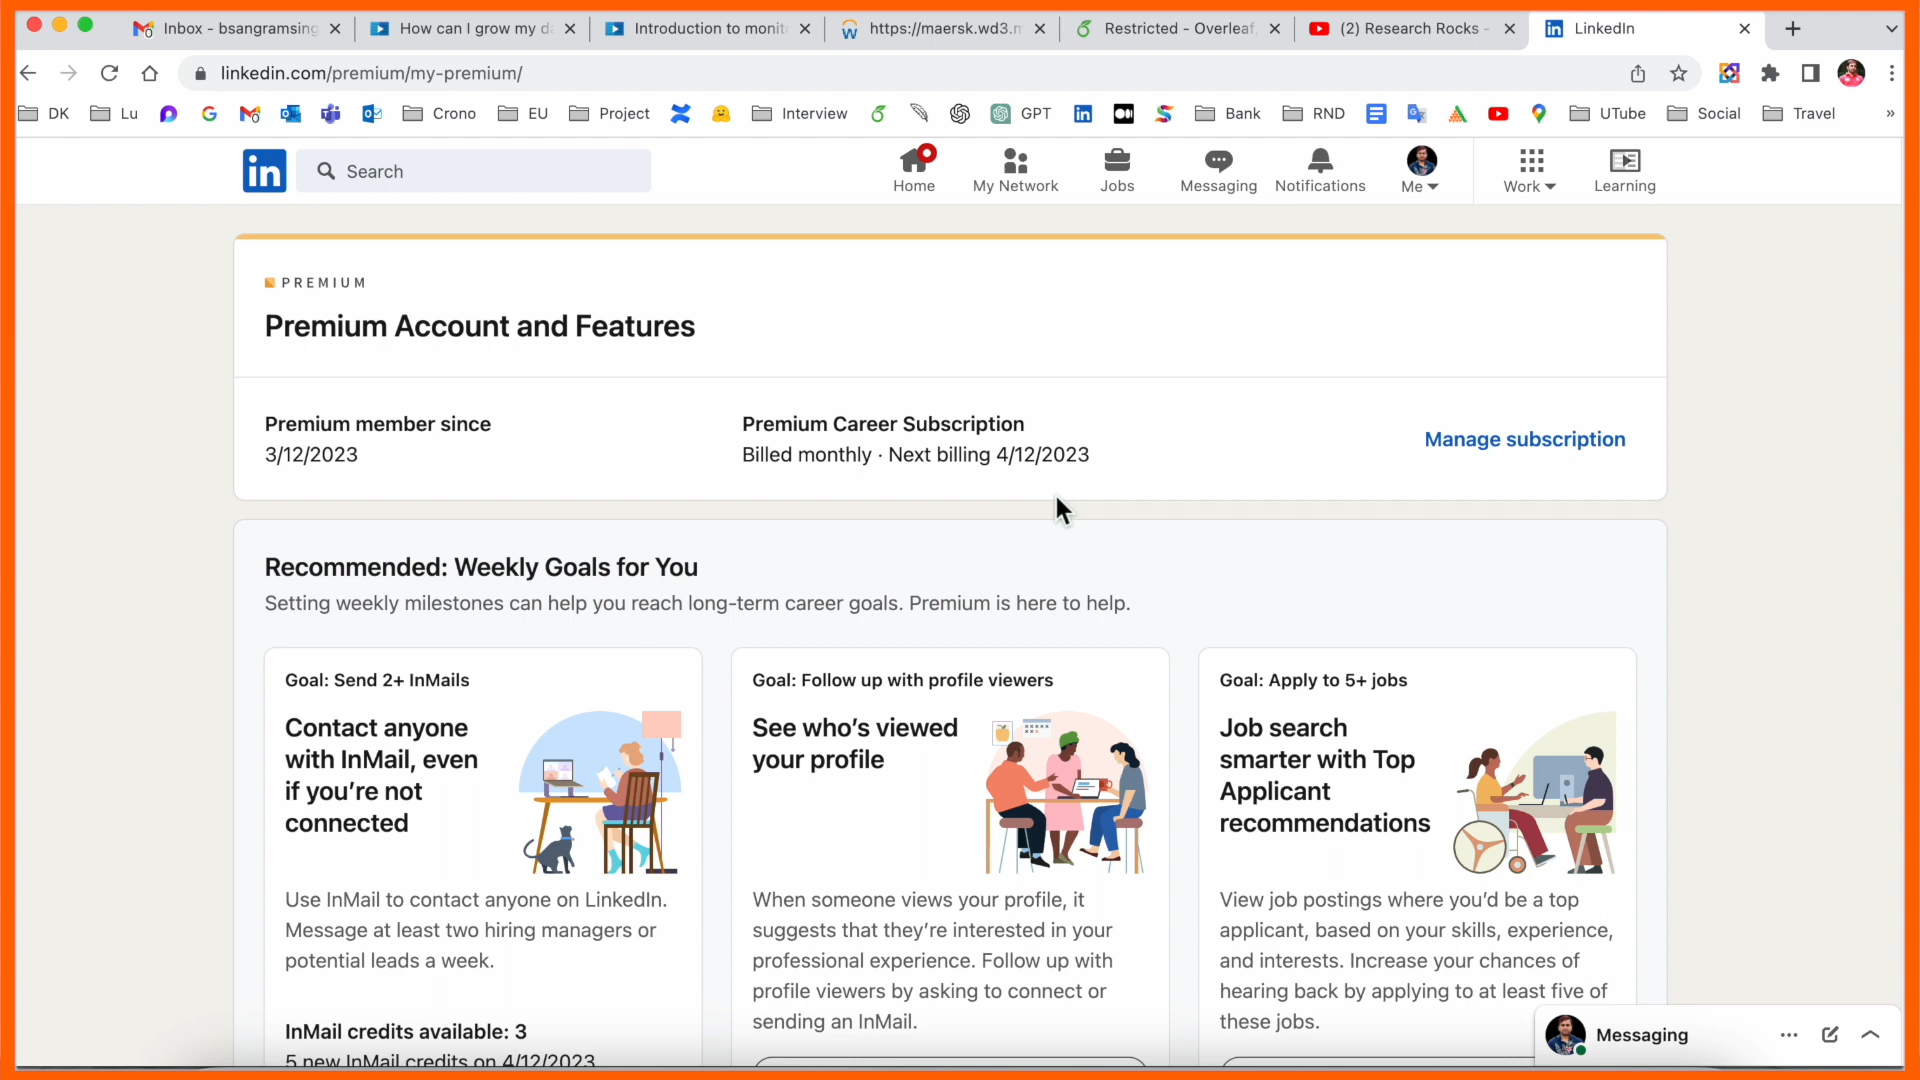 Inbox - bsangramsing
How can I grow my da
Introduction to monit
https://maersk.wd3.m
Restricted - Overleaf,
(2) Research Rocks -
LinkedIn
linkedin.com/premium/my-premium/
DK
Lu
Crono
EU
Project
Interview
GPT
Bank
RND
UTube
Social
Travel
»
in
Search
Home
My Network
Jobs
Messaging
Notifications
Me
Work
Learning
PREMIUM
Premium Account and Features
Premium member since
3/12/2023
Premium Career Subscription
Billed monthly · Next billing 4/12/2023
Manage subscription
Recommended: Weekly Goals for You
Setting weekly milestones can help you reach long-term career goals. Premium is here to help.
Goal: Send 2+ InMails
Contact anyone
with InMail, even
if you’re not
connected
Use InMail to contact anyone on LinkedIn.
Message at least two hiring managers or
potential leads a week.
InMail credits available: 3
5 new InMail credits on 4/12/2023
Goal: Follow up with profile viewers
See who’s viewed
your profile
When someone views your profile, it
suggests that they’re interested in your
professional experience. Follow up with
profile viewers by asking to connect or
sending an InMail.
Goal: Apply to 5+ jobs
Job search
smarter with Top
Applicant
recommendations
View job postings where you’d be a top
applicant, based on your skills, experience,
and interests. Increase your chances of
hearing back by applying to at least five of
these jobs.
Messaging